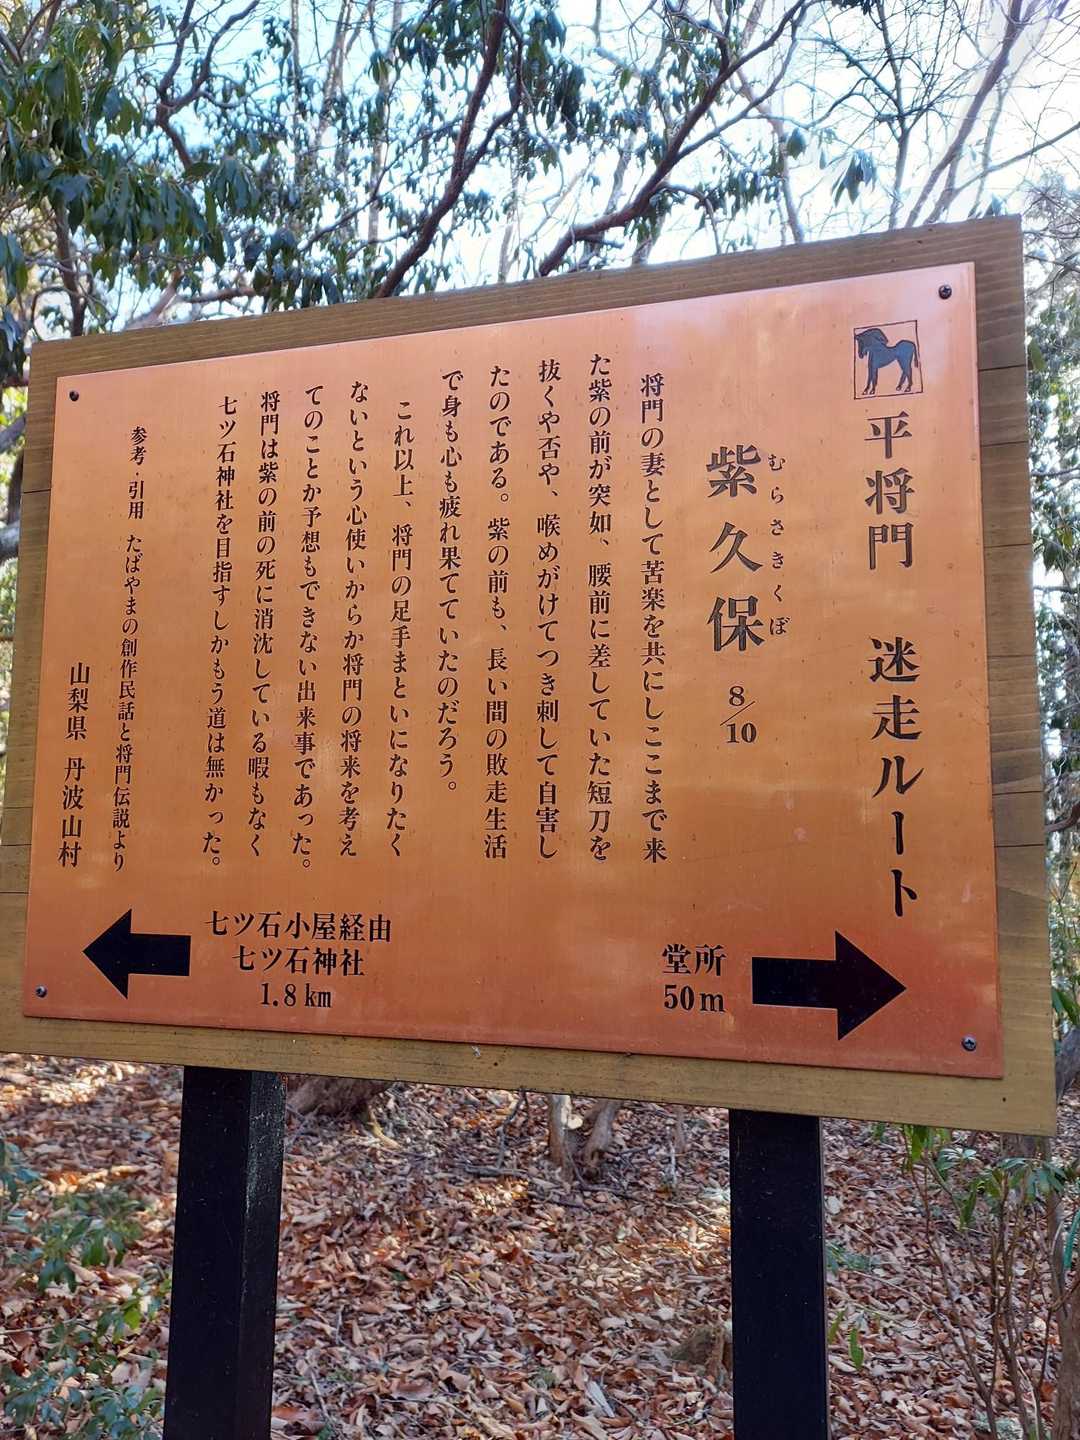 平将門 迷走ルート
むらさきくぼ
紫久保 8/10
将門の妻として苦楽を共にしここまで来
た紫の前が突如、腰前に差していた短刀を
抜くや否や、喉めがけてつき刺して自害し
たのである。紫の前も、長い間の敗走生活
で身も心も疲れ果てていたのだろう。
これ以上、将門の足手まといになりたく
ないという心使いからか将門の将来を考え
てのことか予想もできない出来事であった。
将門は紫の前の死に消沈している暇もなく
七ツ石神社を目指すしかもう道は無かった。
参考・引用 たばやまの創作民話と将門伝説より
山梨県 丹波山村
堂所
50m
七ツ石小屋経由
七ツ石神社
1.8km